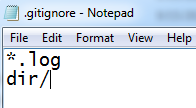 .gitignore - Notepad
File Edit Format View Help
*.log
dir/